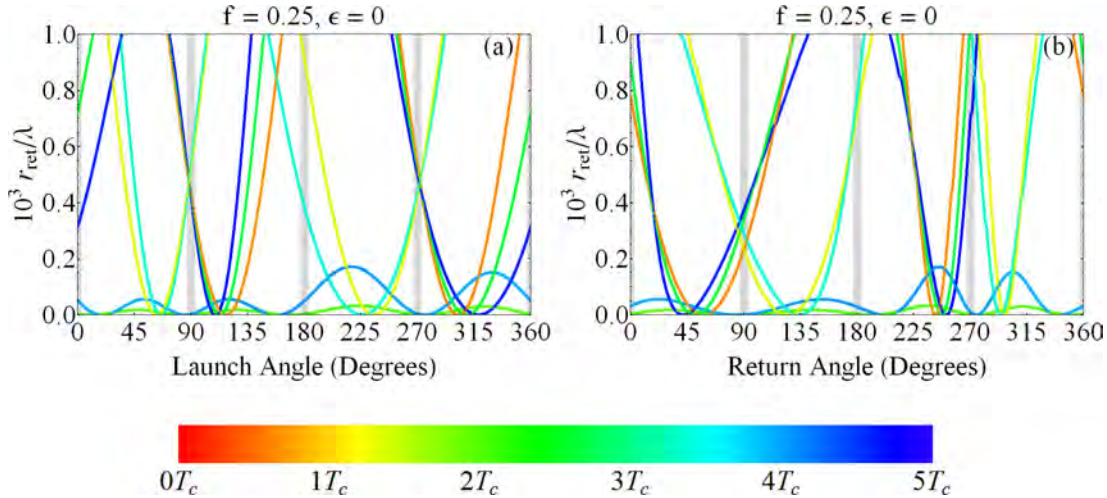 f = 0.25, ϵ = 0
(a)
1.0
0.8
0.6
0.4
0.2
0.0
10³ r_ret/λ
0 45 90 135 180 225 270 315 360
Launch Angle (Degrees)
f = 0.25, ϵ = 0
(b)
1.0
0.8
0.6
0.4
0.2
0.0
10³ r_ret/λ
0 45 90 135 180 225 270 315 360
Return Angle (Degrees)
0T_c 1T_c 2T_c 3T_c 4T_c 5T_c